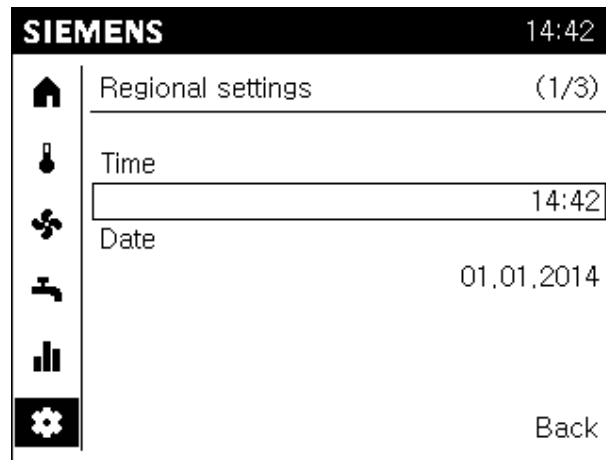 SIEMENS 14:42
Regional settings (1/3)
Time
14:42
Date
01.01.2014
Back